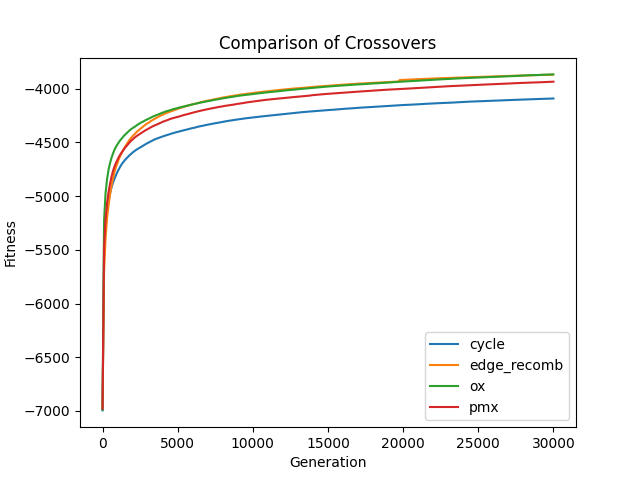 Comparison of Crossovers
Fitness
−4000
−4500
−5000
−5500
−6000
−6500
−7000
0 5000 10000 15000 20000 25000 30000
Generation
cycle
edge_recomb
ox
pmx